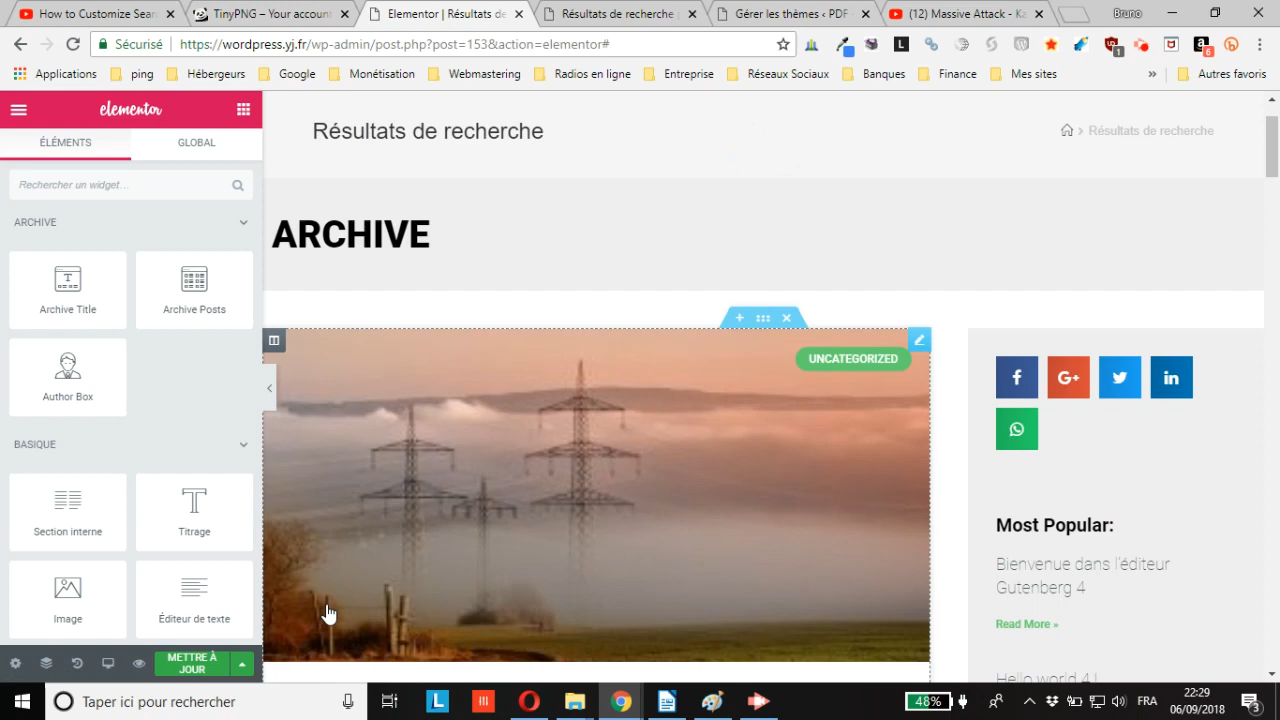 How to Customize Sear
TinyPNG – Your account
Elementor | Résultats de
Résultats de recherche
Gérer les thèmes ‹ PDF
(12) Massive Attack - Ka
Bruno
Sécurisé
https://wordpress.yj.fr/wp-admin/post.php?post=153&action=elementor#
Applications
ping
Hébergeurs
Google
Monétisation
Webmastering
Radios en ligne
Entreprise
Réseaux Sociaux
Banques
Finance
Mes sites
»
Autres favoris
elementor
ÉLÉMENTS
GLOBAL
Rechercher un widget...
ARCHIVE
Archive Title
Archive Posts
Author Box
BASIQUE
Section interne
Titrage
Image
Éditeur de texte
METTRE À
JOUR
Résultats de recherche
Résultats de recherche
ARCHIVE
UNCATEGORIZED
Most Popular:
Bienvenue dans l'éditeur
Gutenberg 4
Read More »
Hello world 4 !
Taper ici pour rechercher
48%
FRA
22:29
06/09/2018
3